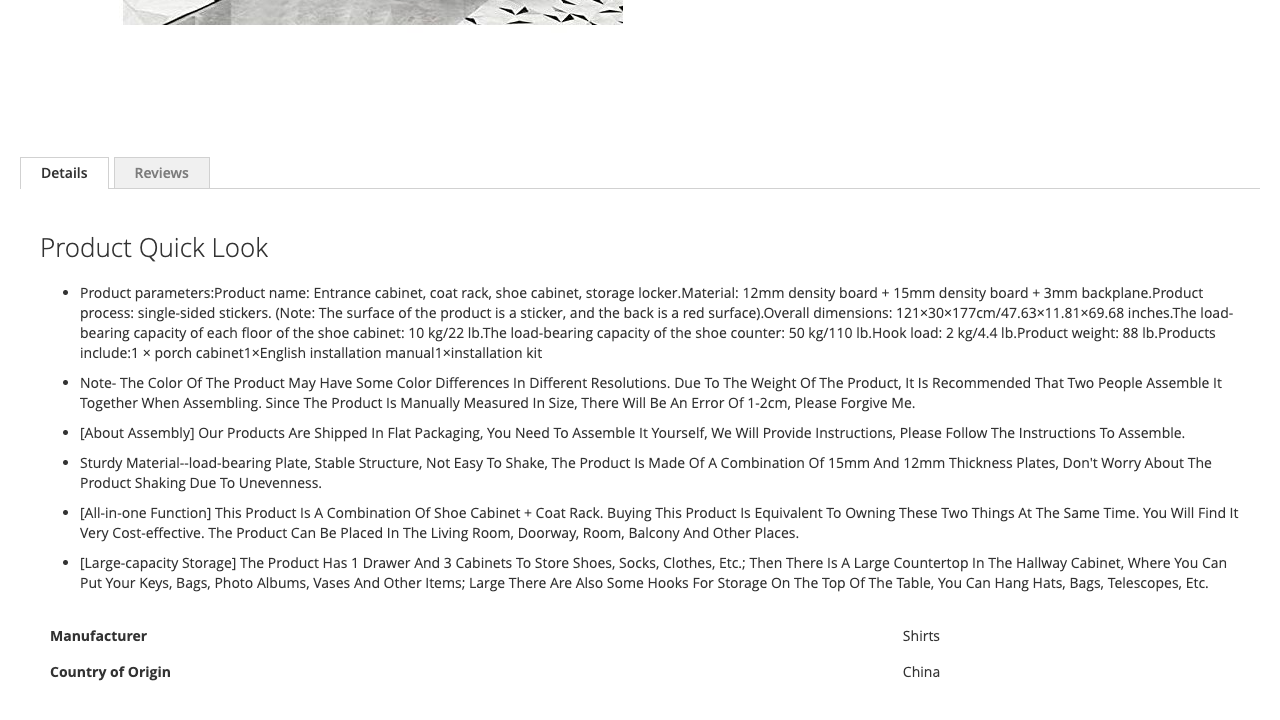 Details
Reviews
Product Quick Look
Product parameters:Product name: Entrance cabinet, coat rack, shoe cabinet, storage locker.Material: 12mm density board + 15mm density board + 3mm backplane.Product
process: single-sided stickers. (Note: The surface of the product is a sticker, and the back is a red surface).Overall dimensions: 121×30×177cm/47.63×11.81×69.68 inches.The load-
bearing capacity of each floor of the shoe cabinet: 10 kg/22 lb.The load-bearing capacity of the shoe counter: 50 kg/110 lb.Hook load: 2 kg/4.4 lb.Product weight: 88 lb.Products
include:1 × porch cabinet1×English installation manual1×installation kit
Note- The Color Of The Product May Have Some Color Differences In Different Resolutions. Due To The Weight Of The Product, It Is Recommended That Two People Assemble It
Together When Assembling. Since The Product Is Manually Measured In Size, There Will Be An Error Of 1-2cm, Please Forgive Me.
[About Assembly] Our Products Are Shipped In Flat Packaging, You Need To Assemble It Yourself, We Will Provide Instructions, Please Follow The Instructions To Assemble.
Sturdy Material--load-bearing Plate, Stable Structure, Not Easy To Shake, The Product Is Made Of A Combination Of 15mm And 12mm Thickness Plates, Don't Worry About The
Product Shaking Due To Unevenness.
[All-in-one Function] This Product Is A Combination Of Shoe Cabinet + Coat Rack. Buying This Product Is Equivalent To Owning These Two Things At The Same Time. You Will Find It
Very Cost-effective. The Product Can Be Placed In The Living Room, Doorway, Room, Balcony And Other Places.
[Large-capacity Storage] The Product Has 1 Drawer And 3 Cabinets To Store Shoes, Socks, Clothes, Etc.; Then There Is A Large Countertop In The Hallway Cabinet, Where You Can
Put Your Keys, Bags, Photo Albums, Vases And Other Items; Large There Are Also Some Hooks For Storage On The Top Of The Table, You Can Hang Hats, Bags, Telescopes, Etc.
Manufacturer Shirts
Country of Origin China